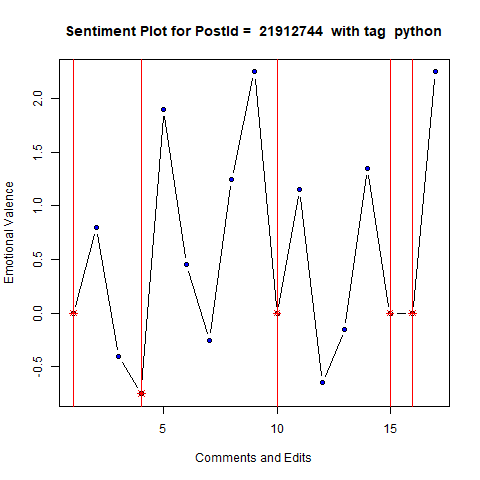 Sentiment Plot for PostId =  21912744  with tag  python
Emotional Valence
2.0
1.5
1.0
0.5
0.0
-0.5
5 10 15
Comments and Edits